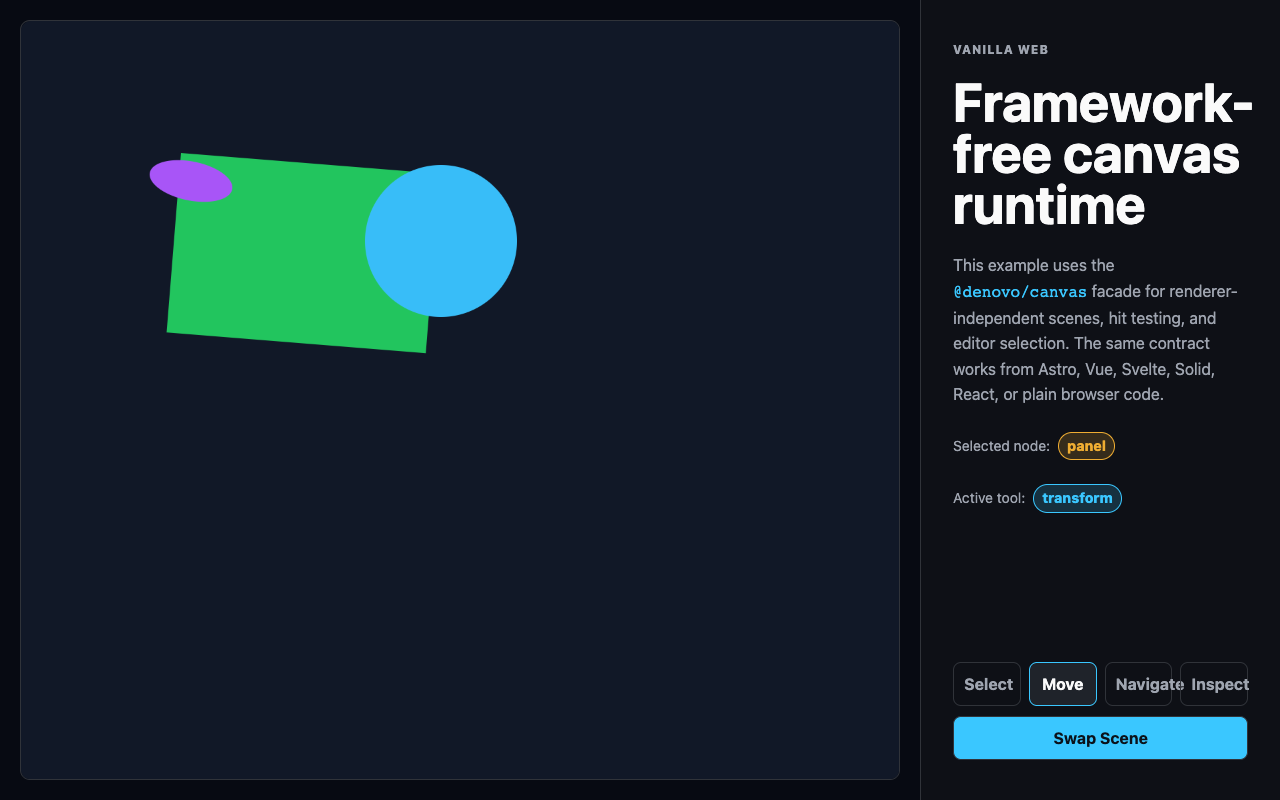 VANILLA WEB
Framework-
free canvas
runtime
This example uses the
@denovo/canvas facade for renderer-
independent scenes, hit testing, and
editor selection. The same contract
works from Astro, Vue, Svelte, Solid,
React, or plain browser code.
Selected node: panel
Active tool: transform
Select Move Navigate Inspect
Swap Scene